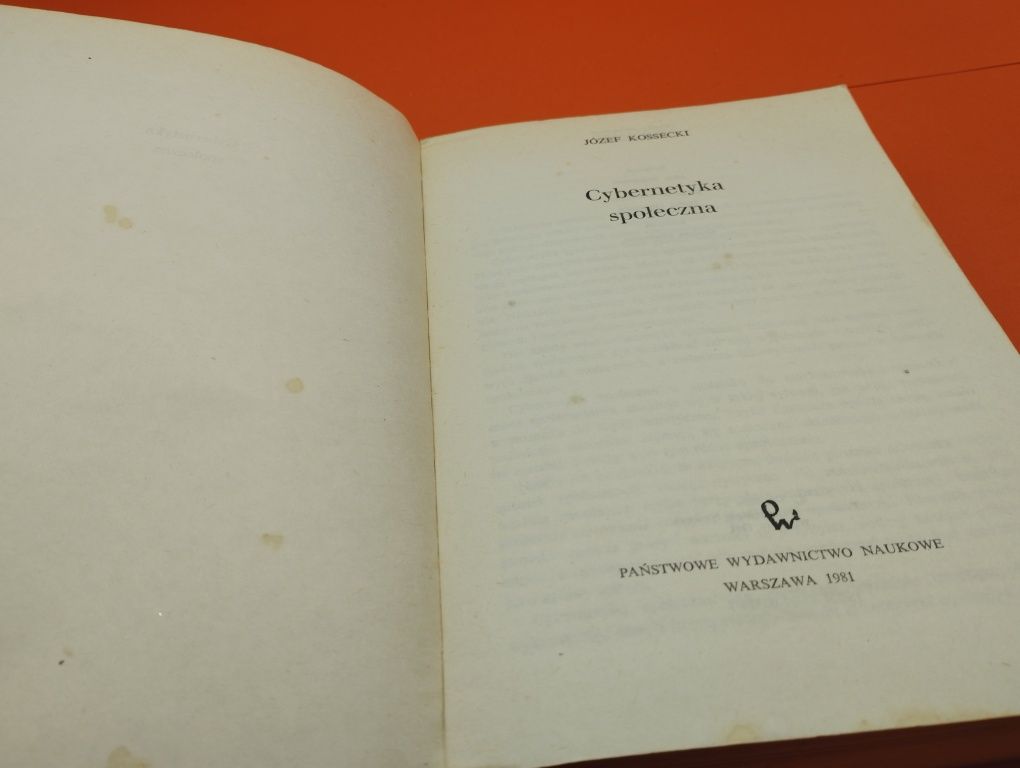 JÓZEF KOSSECKI
Cybernetyka
społeczna
PAŃSTWOWE WYDAWNICTWO NAUKOWE
WARSZAWA 1981